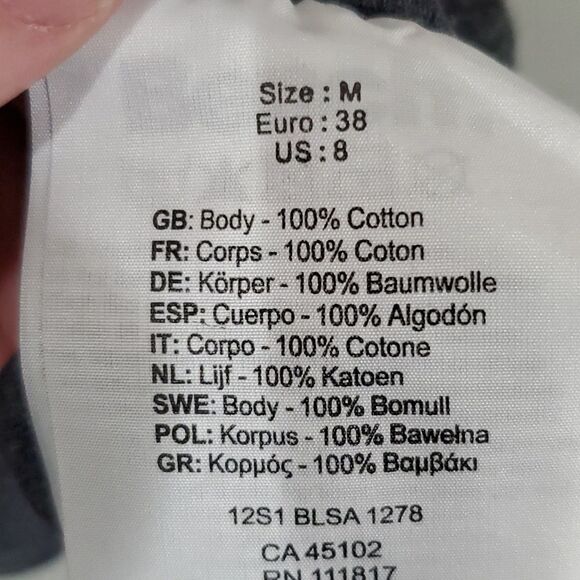 Size : M
Euro : 38
US : 8
GB: Body - 100% Cotton
FR: Corps - 100% Coton
DE: Körper - 100% Baumwolle
ESP: Cuerpo - 100% Algodón
IT: Corpo - 100% Cotone
NL: Lijf - 100% Katoen
SWE: Body - 100% Bomull
POL: Korpus - 100% Bawełna
GR: Κορμός - 100% Βαμβάκι
12S1 BLSA 1278
CA 45102
RN 111817